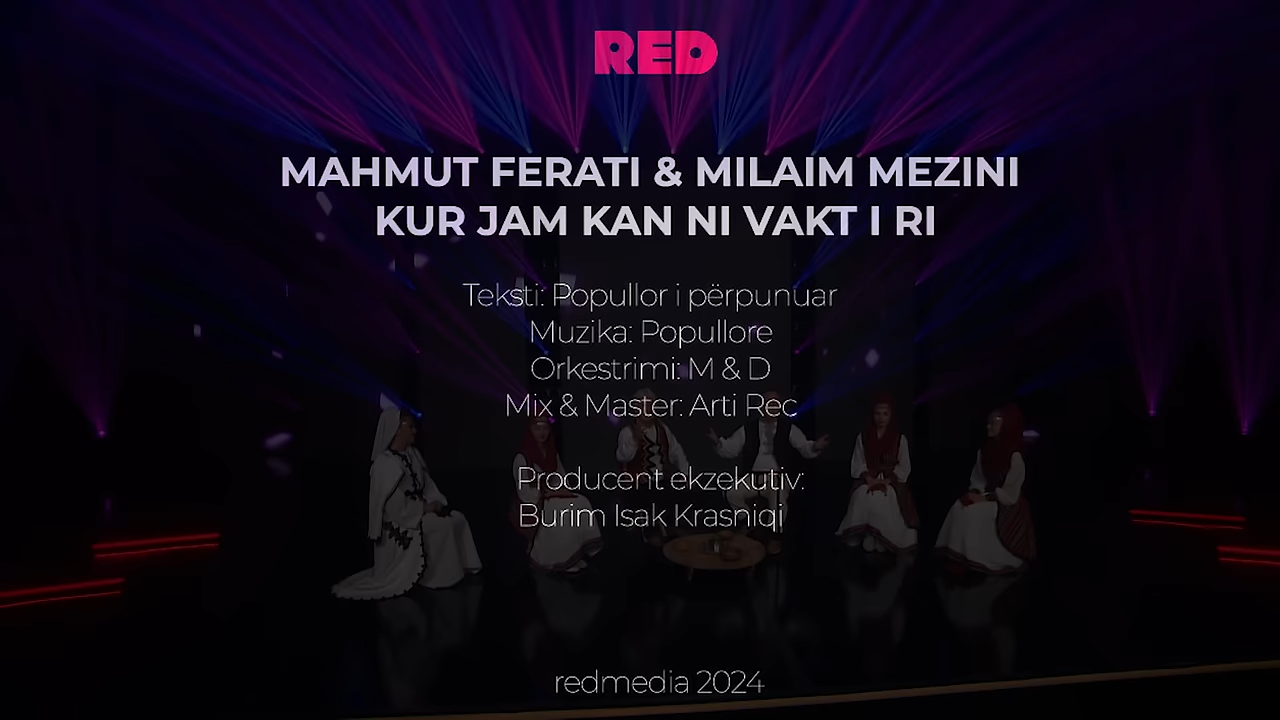 RED
MAHMUT FERATI & MILAIM MEZINI
KUR JAM KAN NI VAKT I RI
Teksti: Popullor i përpunuar
Muzika: Popullore
Orkestrimi: M & D
Mix & Master: Arti Rec
Producent ekzekutiv:
Burim Isak Krasniqi
redmedia 2024